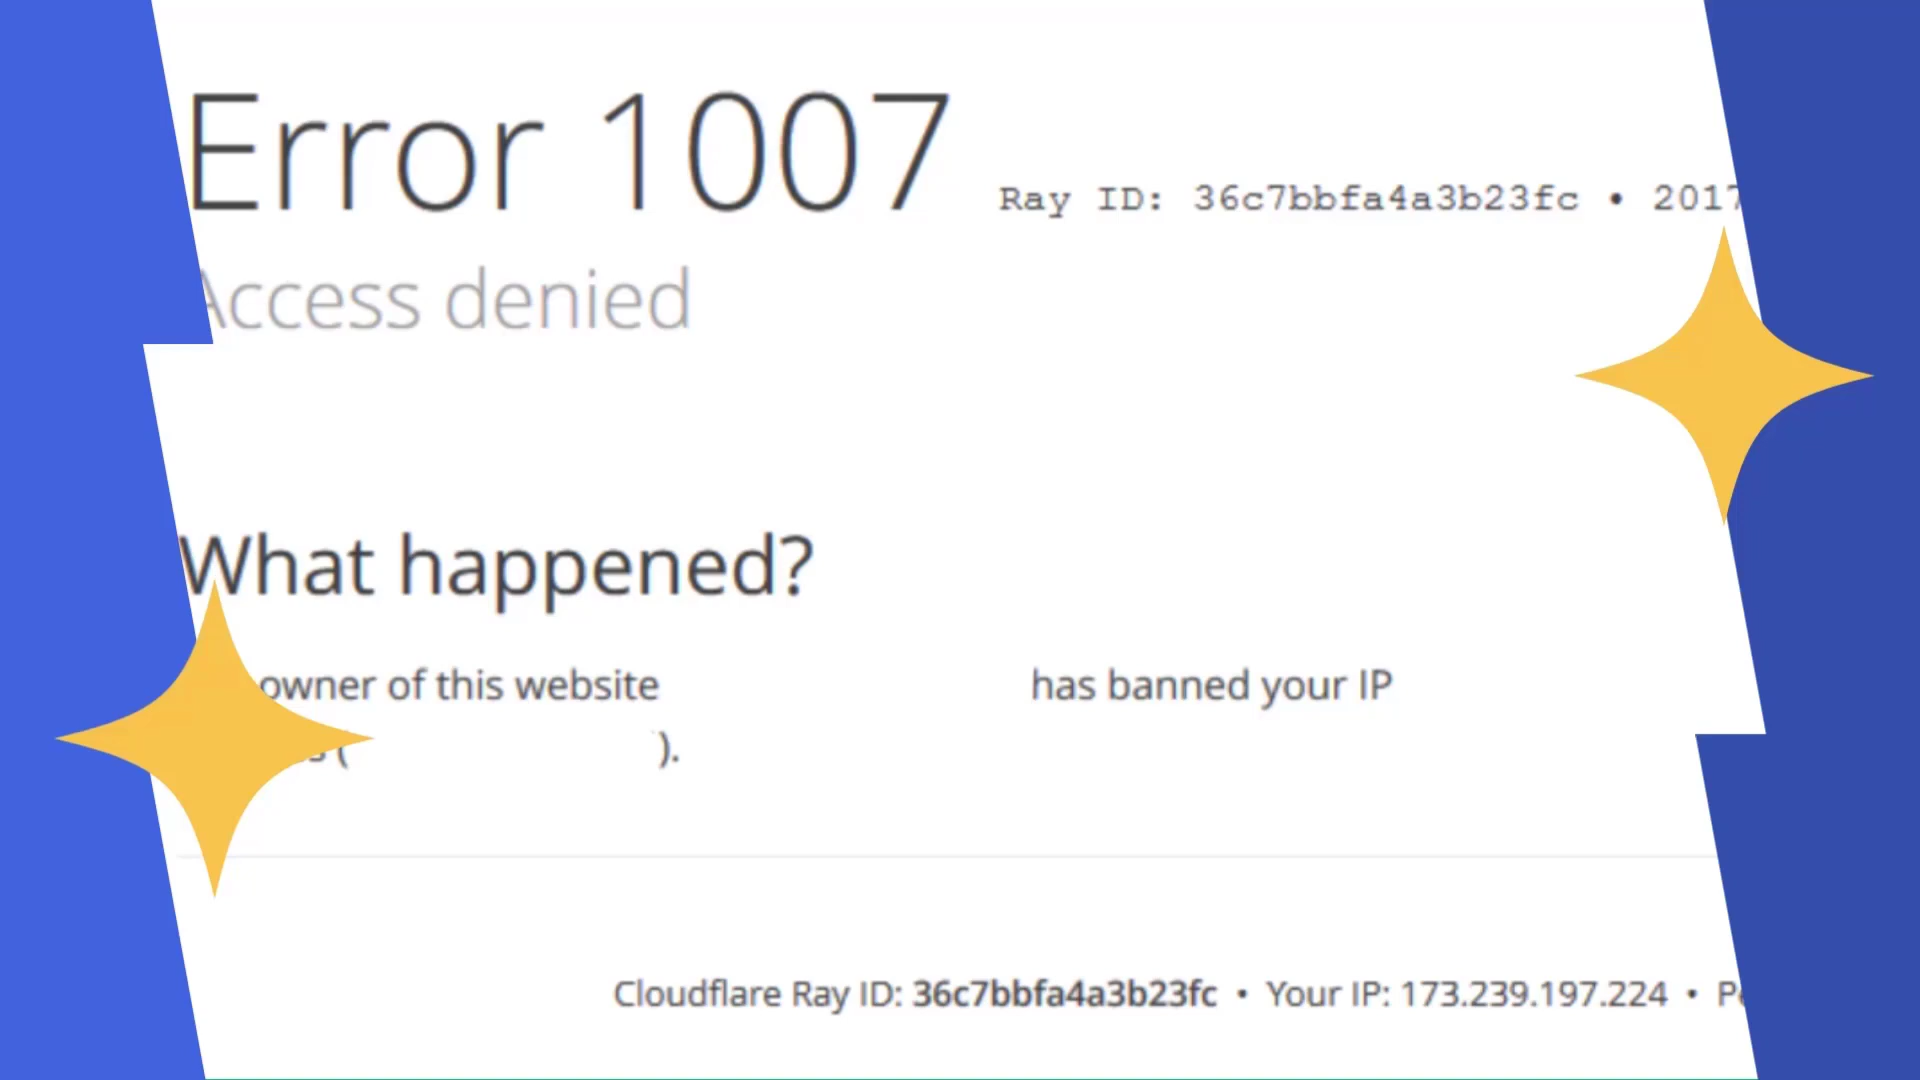 Error 1007 Ray ID: 36c7bbfa4a3b23fc • 2017
Access denied
What happened?
owner of this website has banned your IP
s ( ).
Cloudflare Ray ID: 36c7bbfa4a3b23fc • Your IP: 173.239.197.224 •